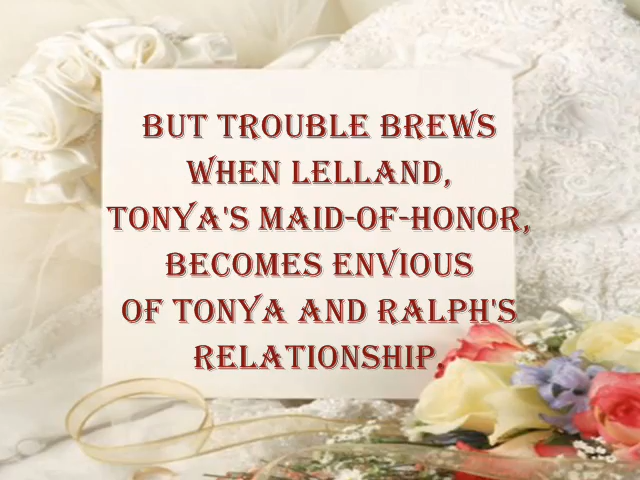 BUT TROUBLE BREWS
WHEN LELLAND,
TONYA'S MAID-OF-HONOR,
BECOMES ENVIOUS
OF TONYA AND RALPH'S
RELATIONSHIP